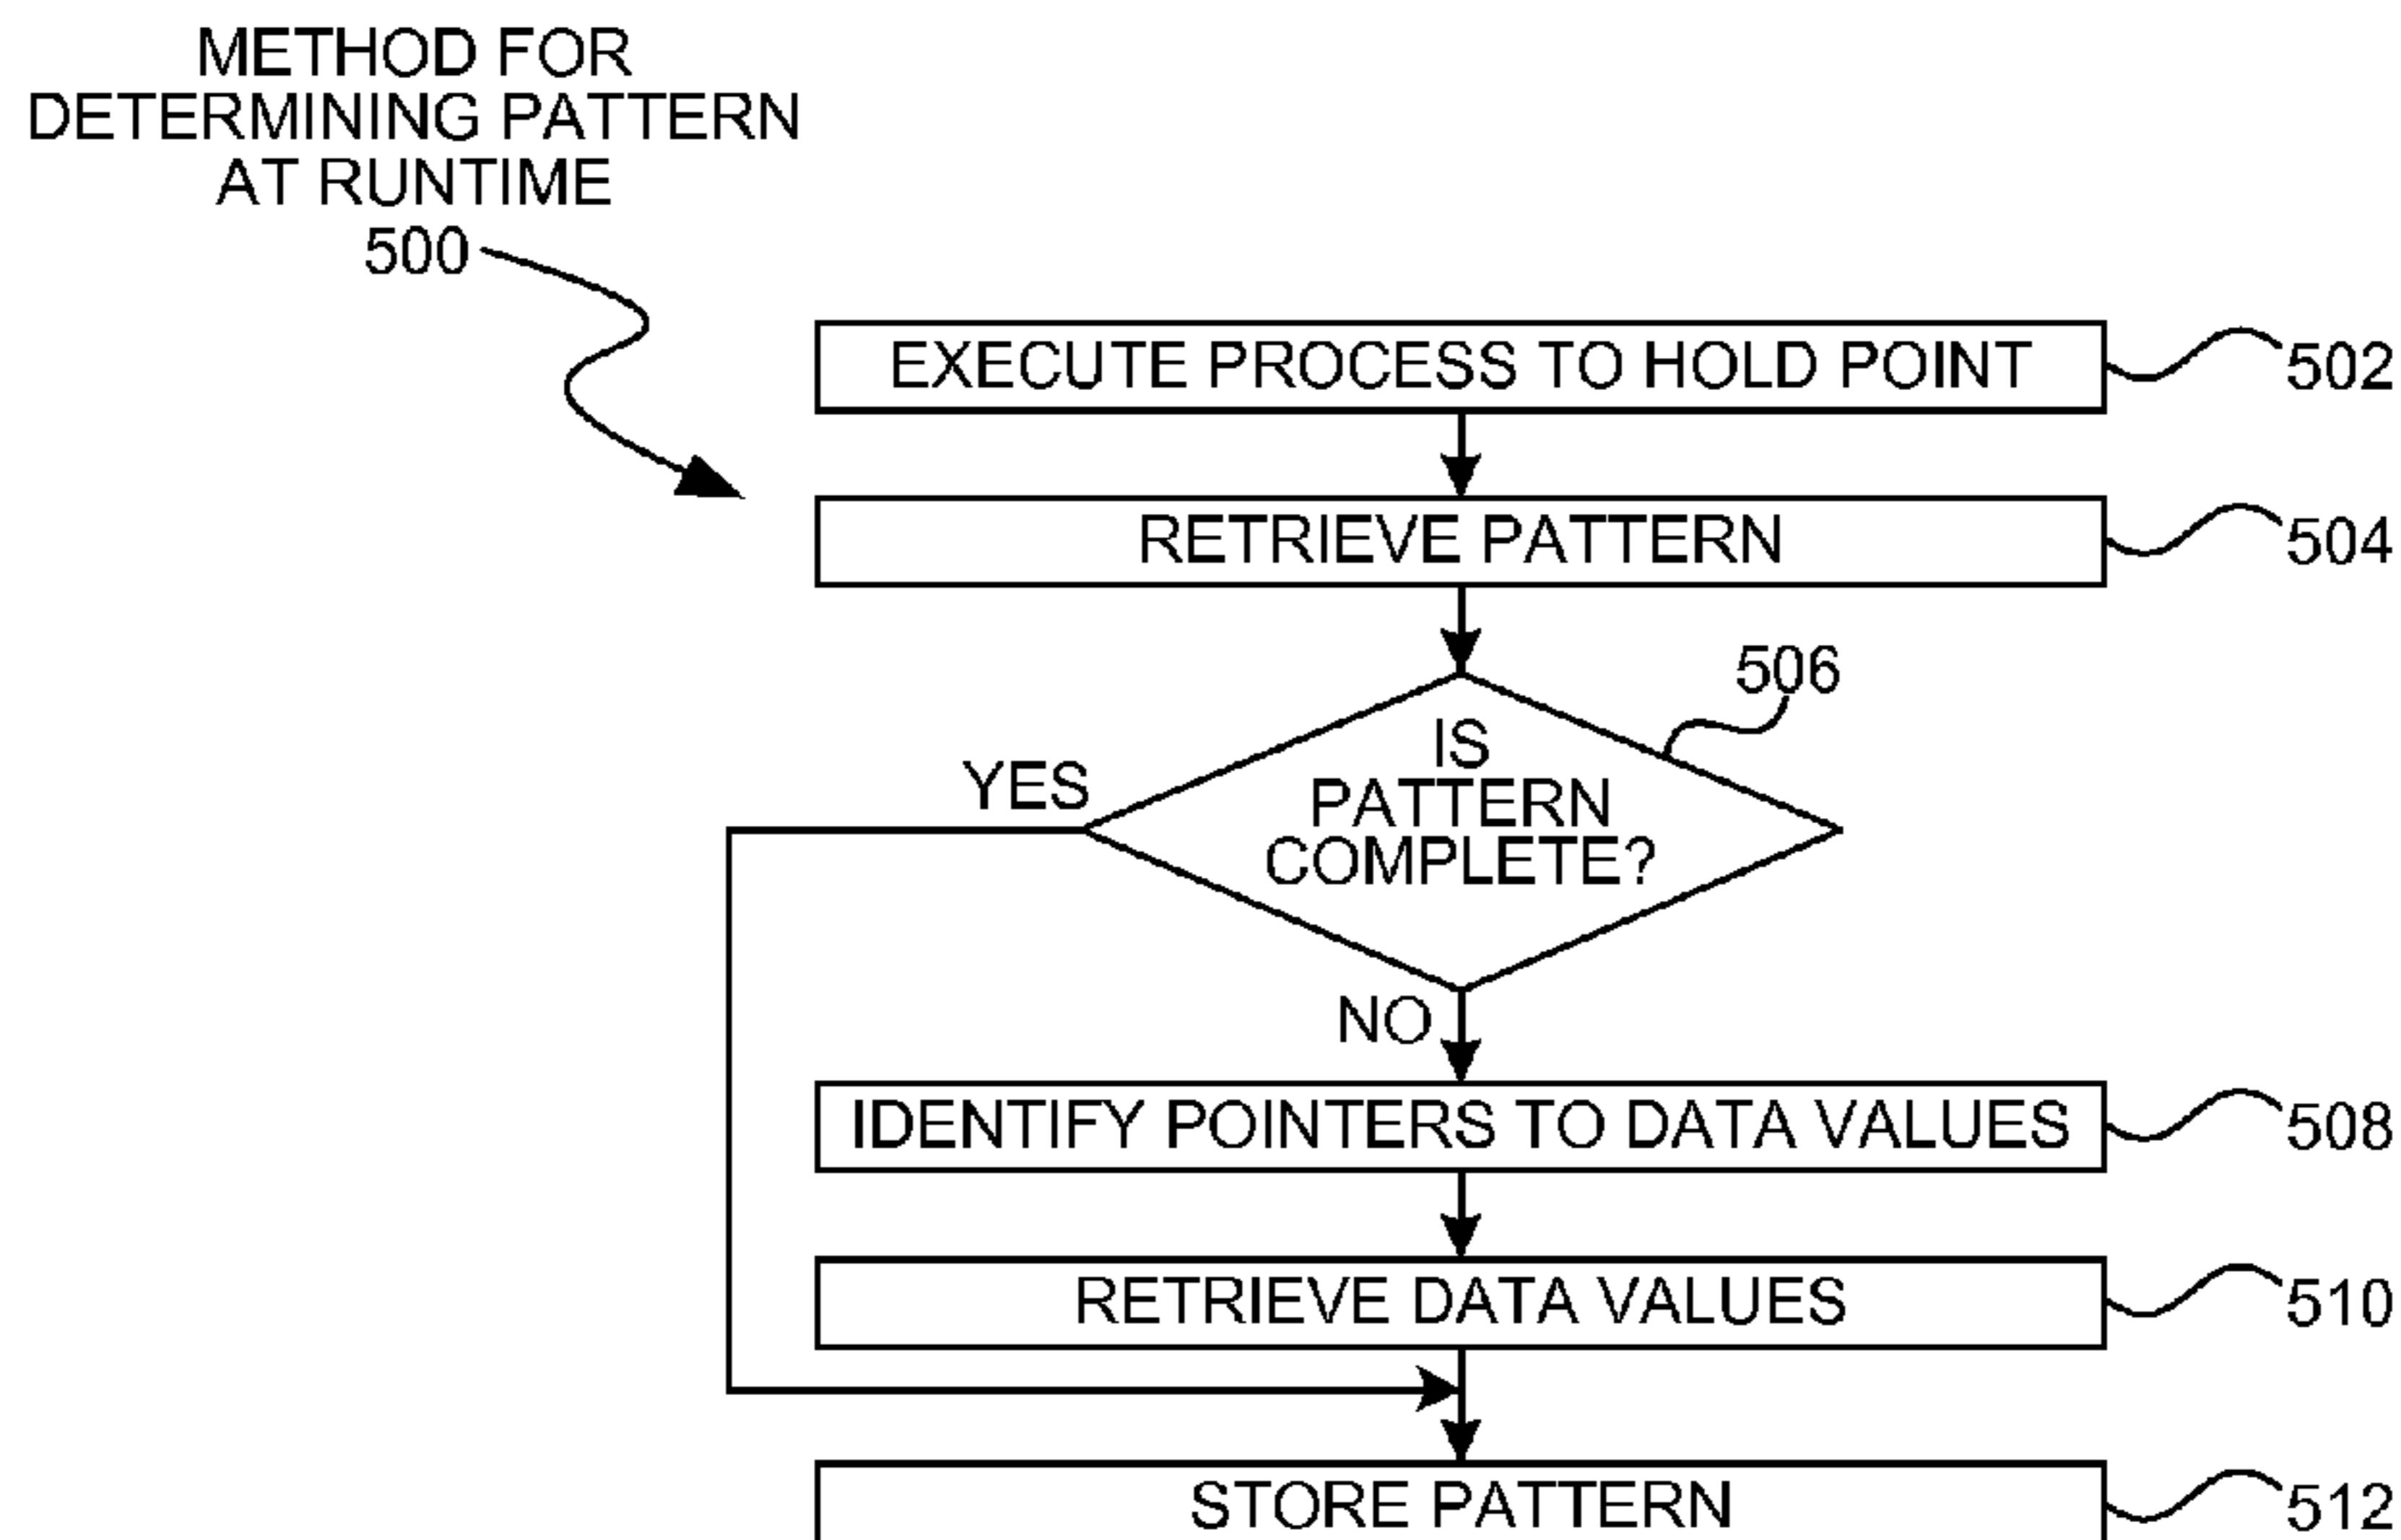 METHOD FOR
DETERMINING PATTERN
AT RUNTIME
500
EXECUTE PROCESS TO HOLD POINT
502
RETRIEVE PATTERN
504
506
IS
PATTERN
COMPLETE?
YES
NO
IDENTIFY POINTERS TO DATA VALUES
508
RETRIEVE DATA VALUES
510
STORE PATTERN
512